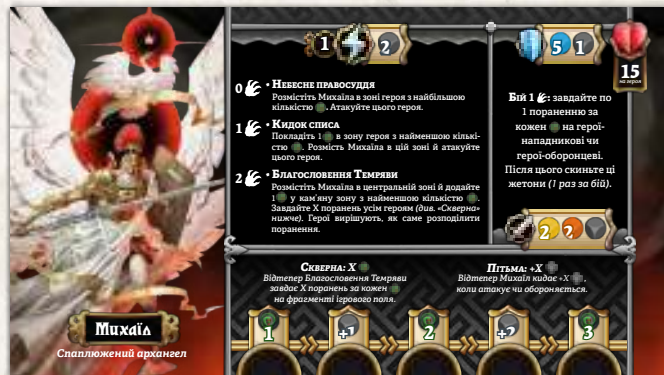 1 2
0 • Небесне правосуддя
Розмістіть Михаїла в зоні героя з найбільшою
кількістю . Атакуйте цього героя.
1 • Кидок списа
Покладіть 1 в зону героя з найменшою кількі-
стю . Розмість Михаїла в цій зоні й атакуйте
цього героя.
2 • Благословення Темряви
Розмістіть Михаїла в центральній зоні й додайте
1 у кам'яну зону з найменшою кількістю .
Завдайте X поранень усім героям (див. «Скверна»
нижче). Герої вирішують, як саме розподілити
поранення.
5 1
15
на героя
Бій 1 : завдайте по
1 пораненню за
кожен на герої-
нападникові чи
герої-оборонцеві.
Після цього скиньте ці
жетони (1 раз за бій).
2 2
Скверна: X
Відтепер Благословення Темряви
завдає X поранень за кожен
на фрагменті ігрового поля.
Пітьма: +X
Відтепер Михаїл кидає +X ,
коли атакує чи обороняється.
1 +1 2 +2 3
Михаїл
Сплюжений архангел